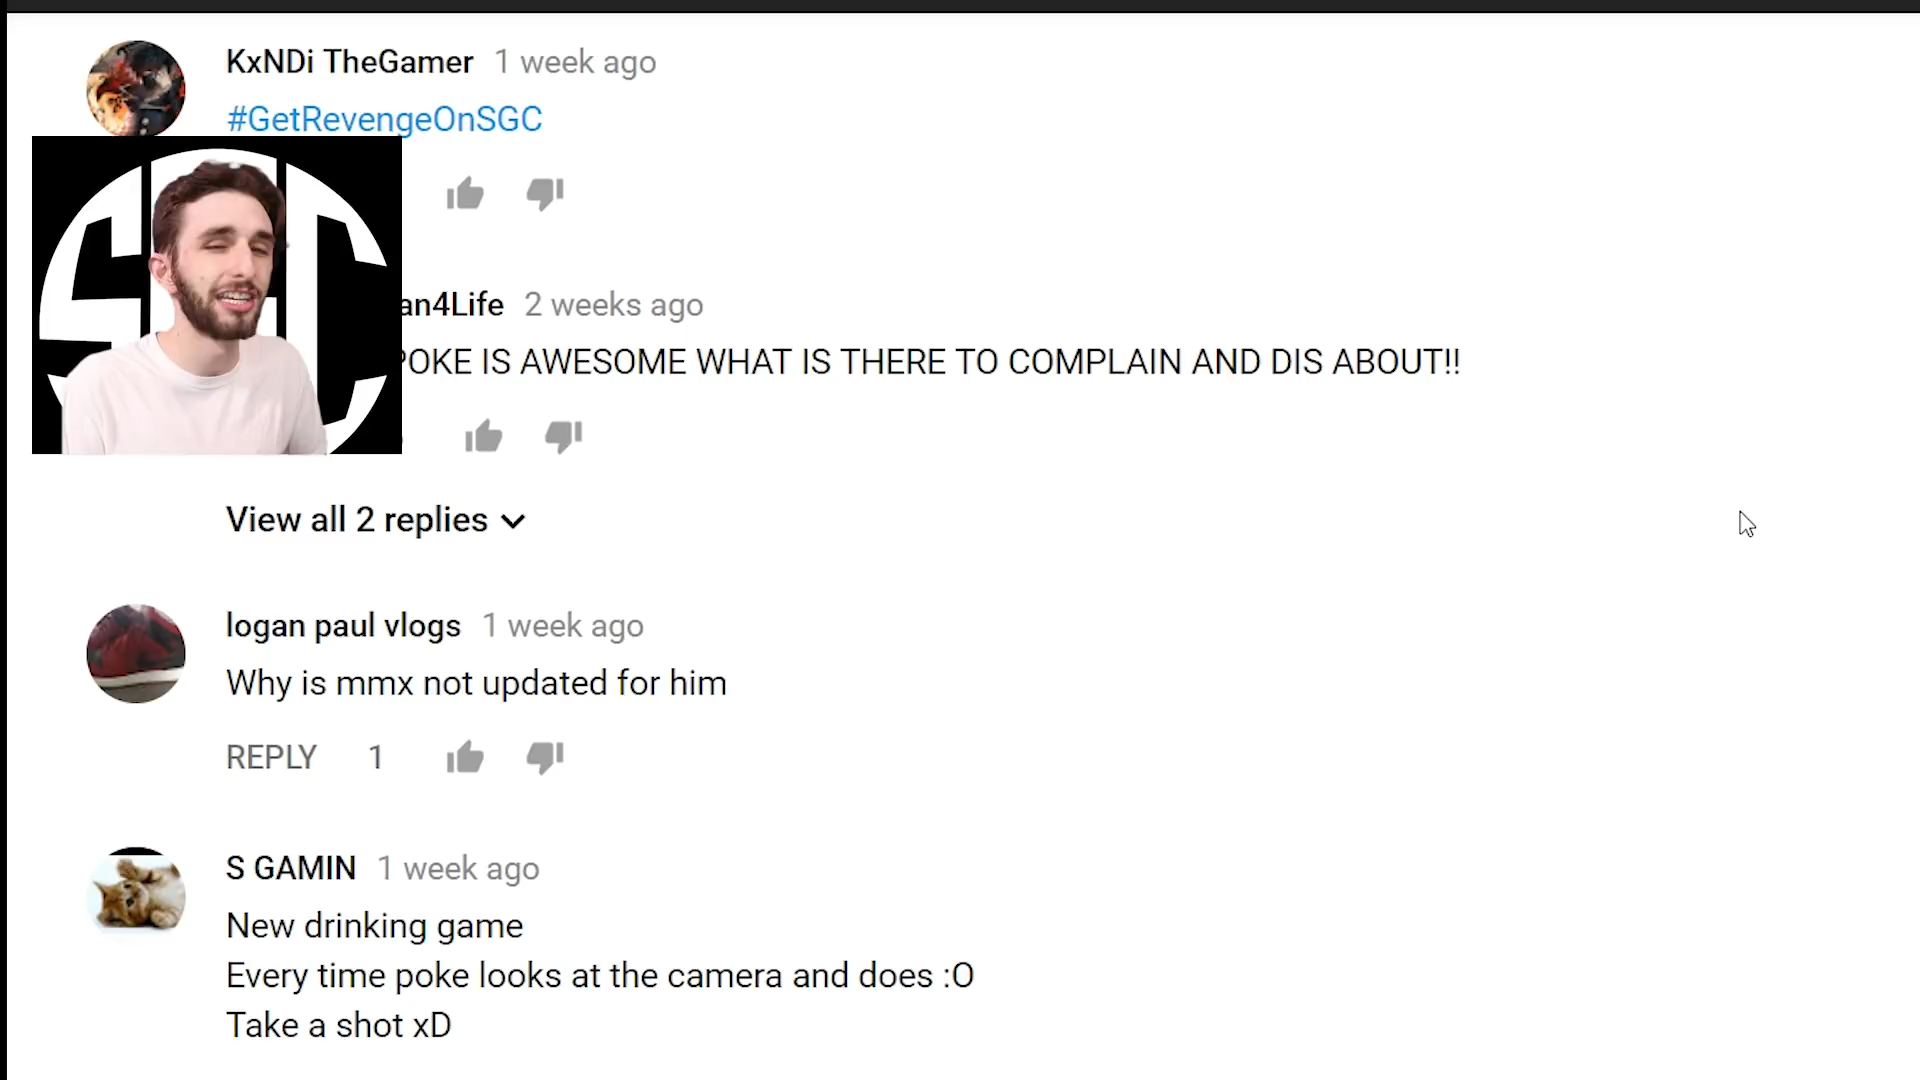 KxNDi TheGamer 1 week ago
#GetRevengeOnSGC
SGC
an4Life 2 weeks ago
POKE IS AWESOME WHAT IS THERE TO COMPLAIN AND DIS ABOUT!!
View all 2 replies
logan paul vlogs 1 week ago
Why is mmx not updated for him
REPLY 1
S GAMIN 1 week ago
New drinking game
Every time poke looks at the camera and does :O
Take a shot xD